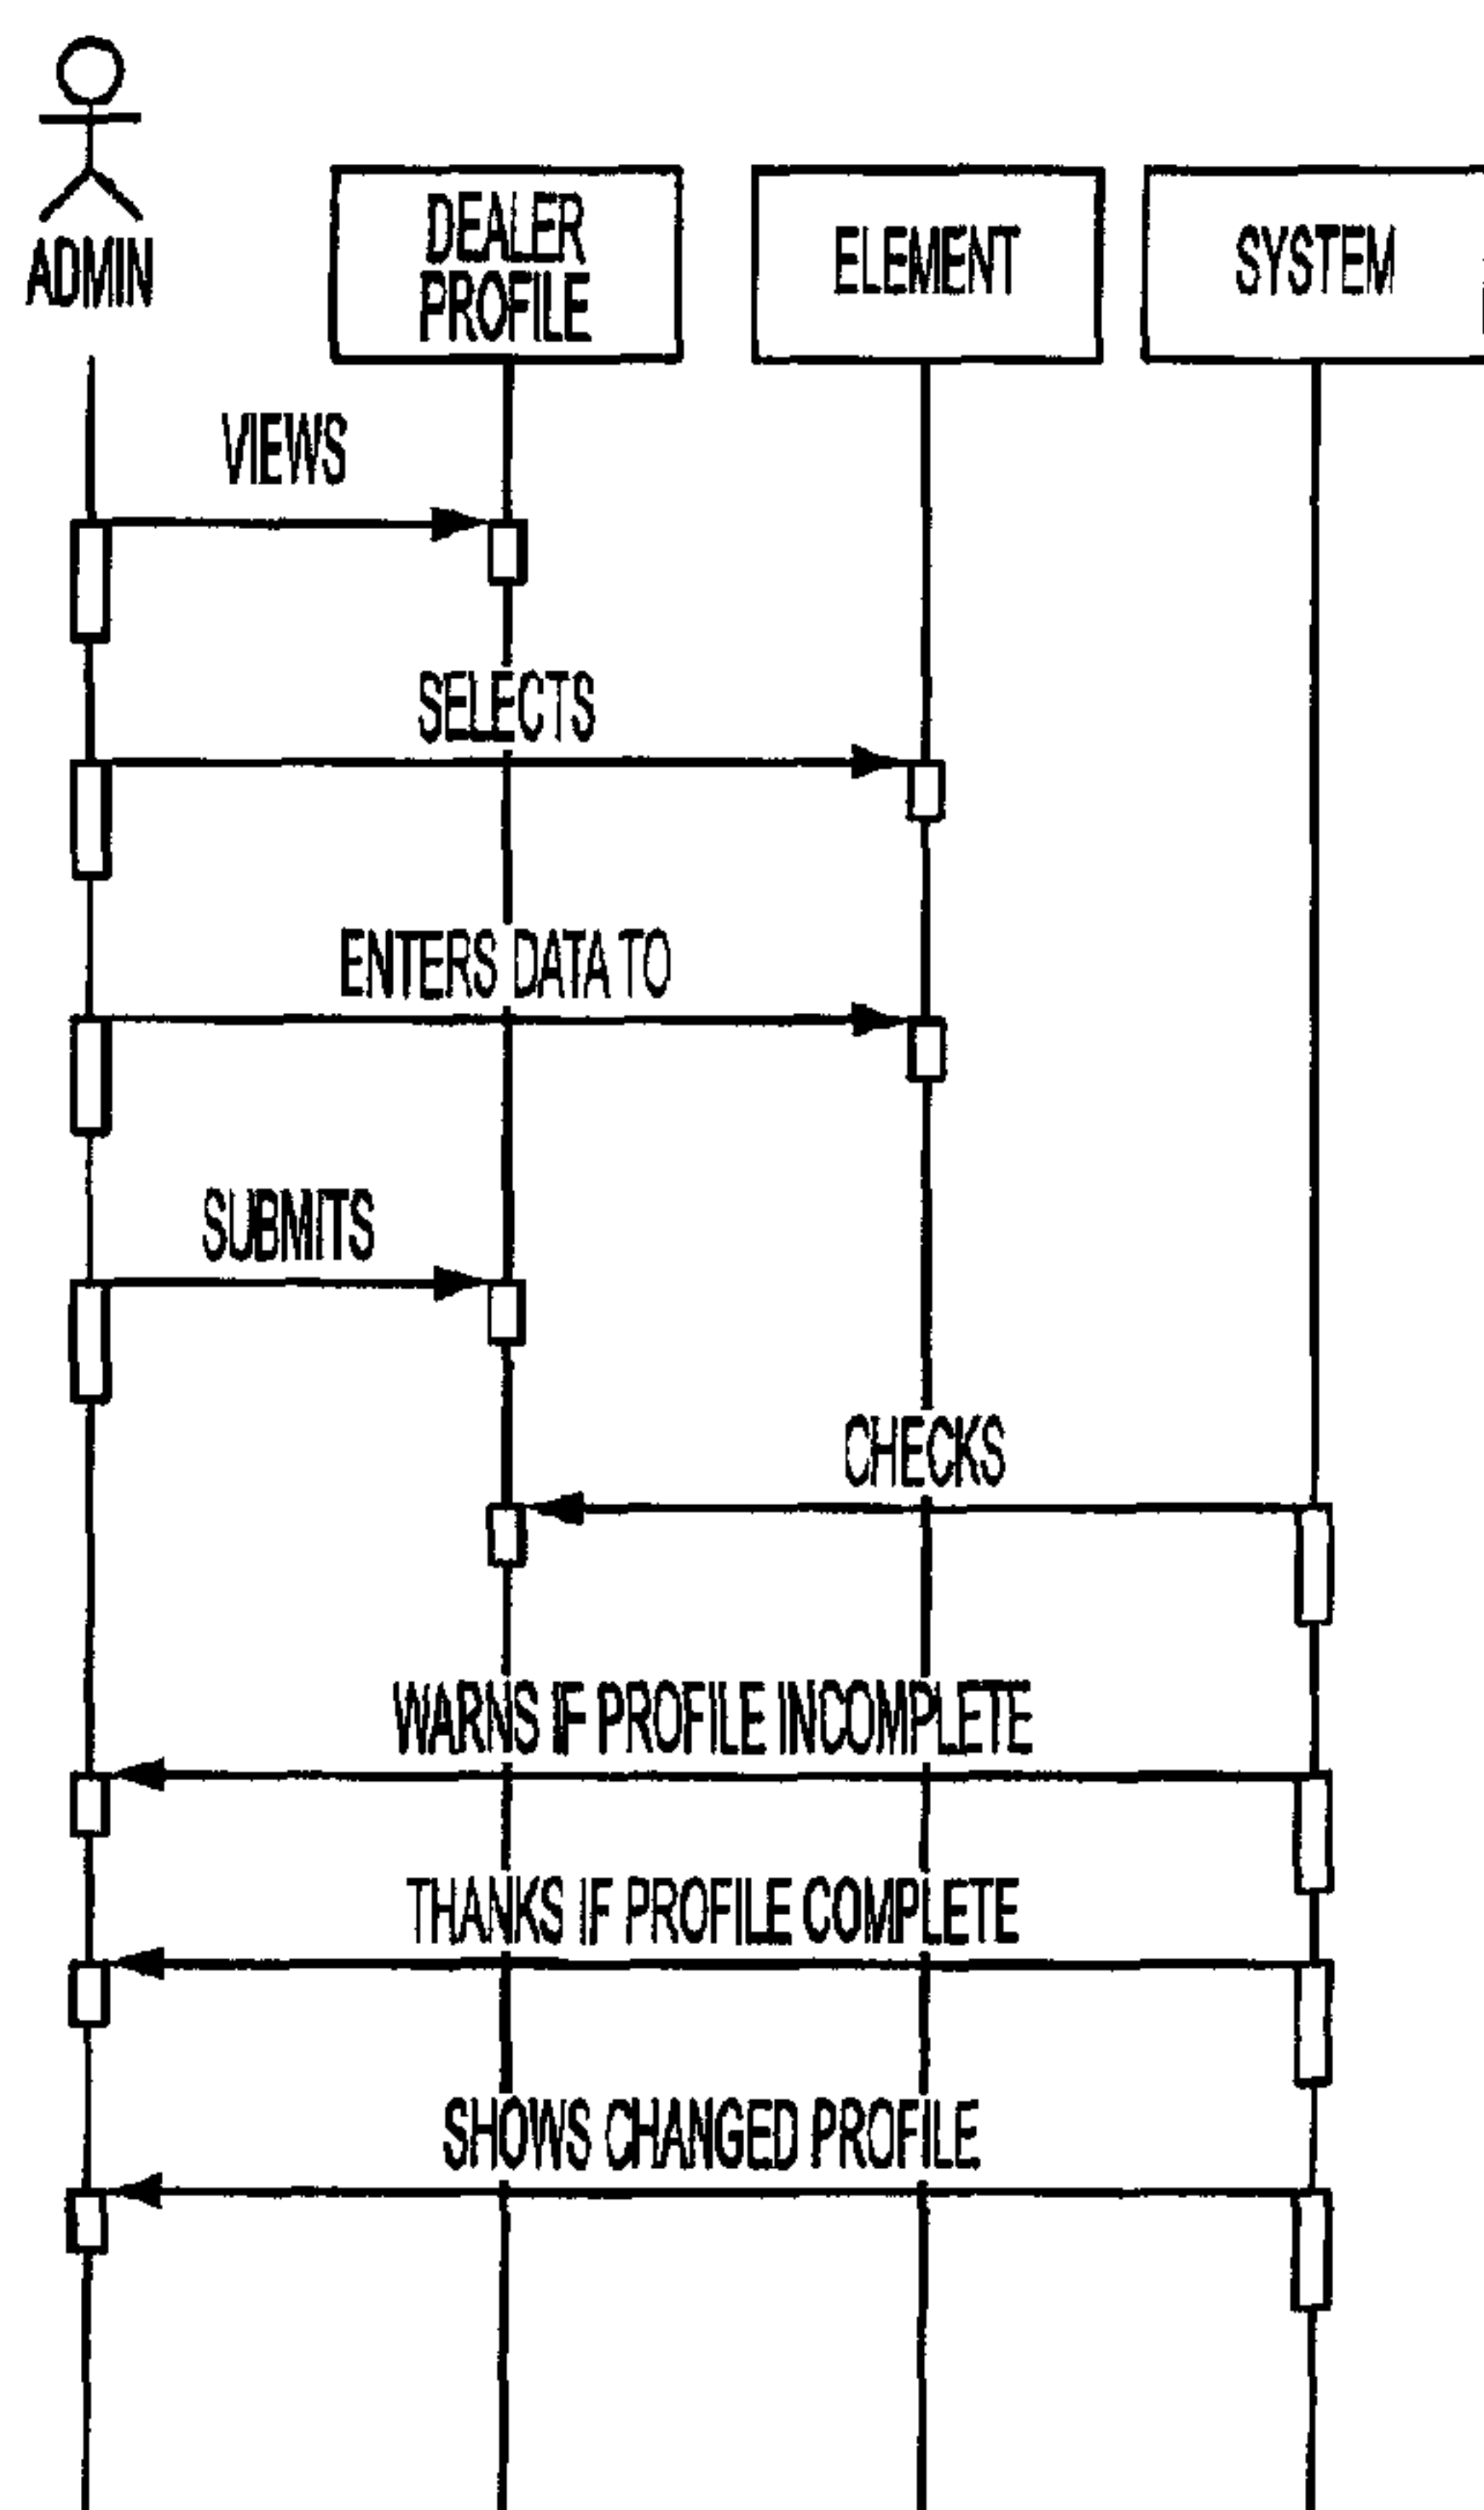 ADMIN
DEALER
PROFILE
ELEMENT
SYSTEM
VIEWS
SELECTS
ENTERS DATA TO
SUBMITS
CHECKS
WARNS IF PROFILE INCOMPLETE
THANKS IF PROFILE COMPLETE
SHOWS CHANGED PROFILE